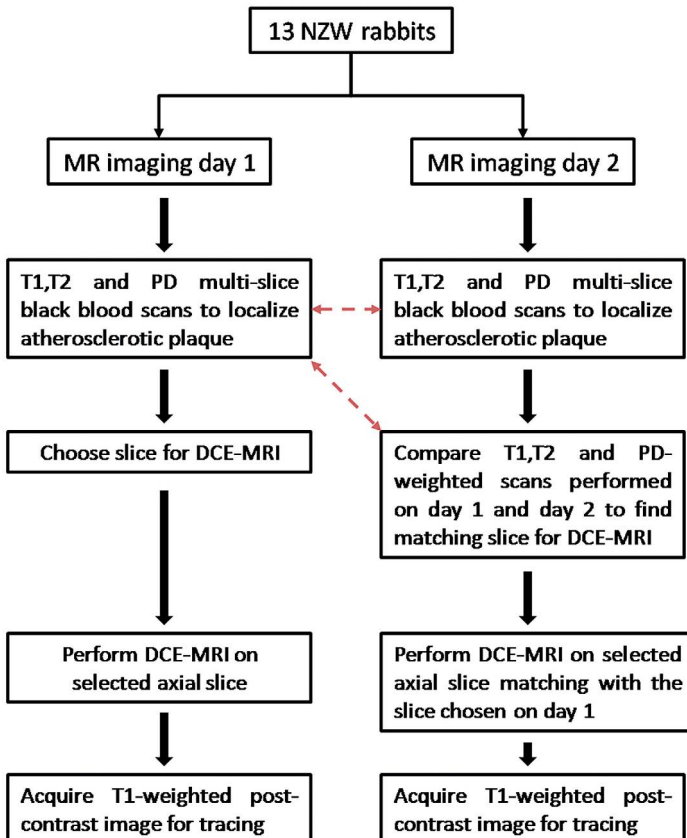 13 NZW rabbits
MR imaging day 1
MR imaging day 2
T1,T2 and PD multi-slice
black blood scans to localize
atherosclerotic plaque
T1,T2 and PD multi-slice
black blood scans to localize
atherosclerotic plaque
Choose slice for DCE-MRI
Compare T1,T2 and PD-
weighted scans performed
on day 1 and day 2 to find
matching slice for DCE-MRI
Perform DCE-MRI on
selected axial slice
Perform DCE-MRI on selected
axial slice matching with the
slice chosen on day 1
Acquire T1-weighted post-
contrast image for tracing
Acquire T1-weighted post-
contrast image for tracing